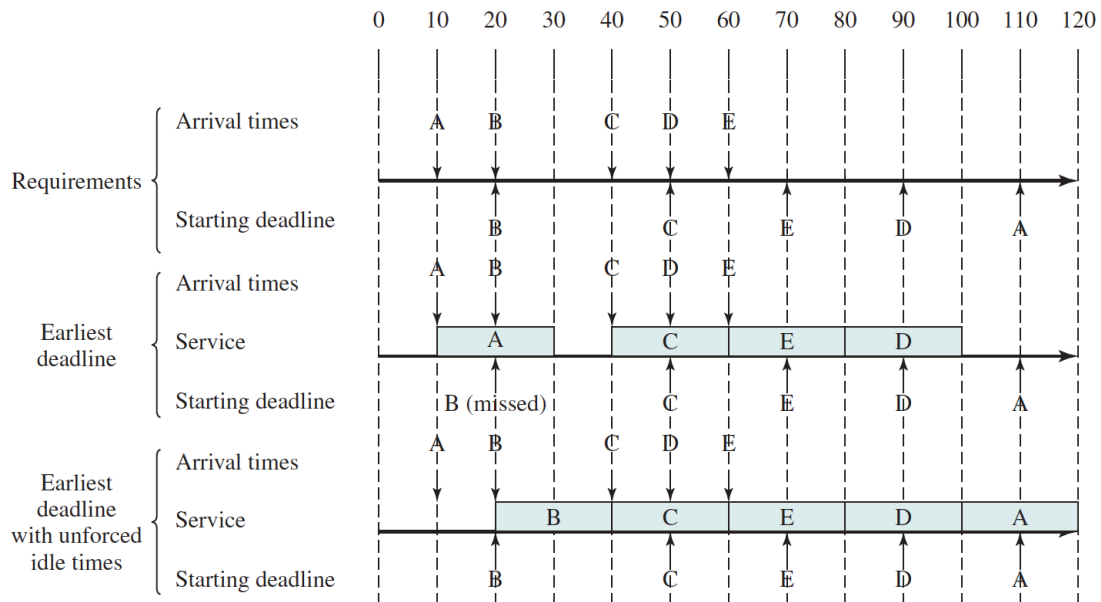 0 10 20 30 40 50 60 70 80 90 100 110 120
Arrival times A B C D E
Requirements
Starting deadline B C E D A
Arrival times A B C D E
Earliest
deadline
Service A C E D
Starting deadline B (missed) C E D A
Arrival times A B C D E
Earliest
deadline
with unforced
idle times
Service B C E D A
Starting deadline B C E D A